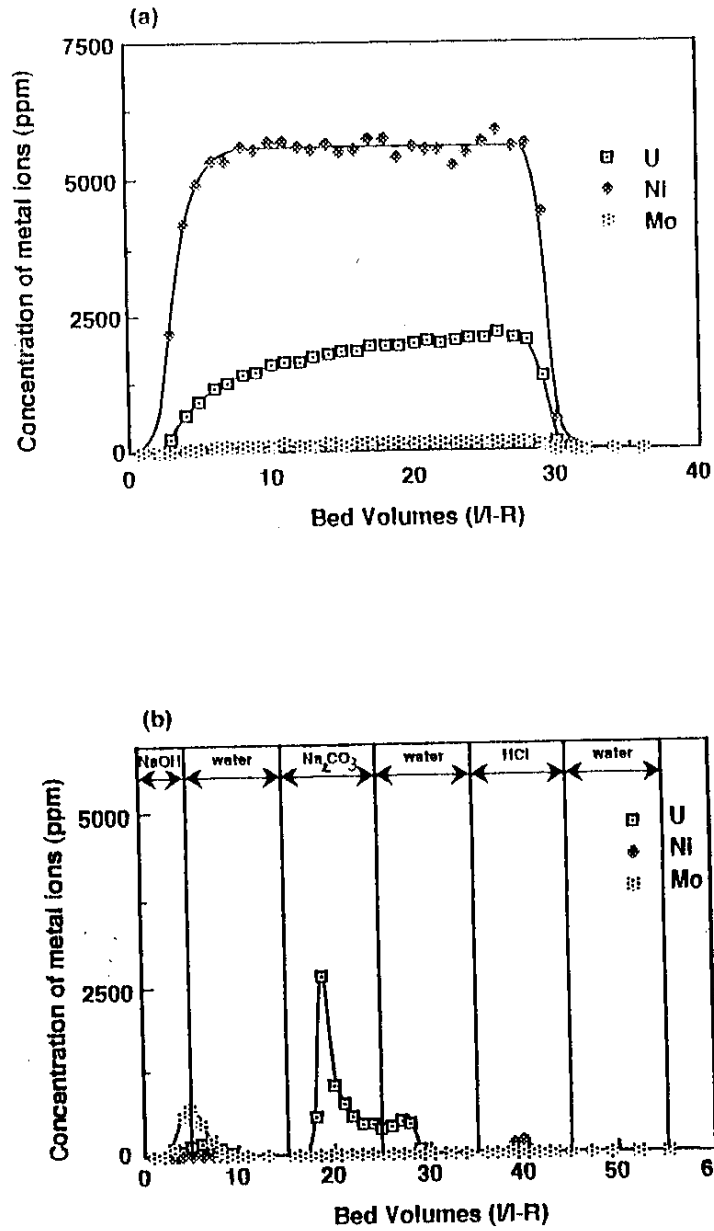 (a)
7500
5000
2500
0
Concentration of metal ions (ppm)
U
Ni
Mo
0 10 20 30 40
Bed Volumes (l/l-R)
(b)
NaOH water Na2CO3 water HCl water
5000
2500
0
Concentration of metal ions (ppm)
U
Ni
Mo
0 10 20 30 40 50 6
Bed Volumes (l/l-R)